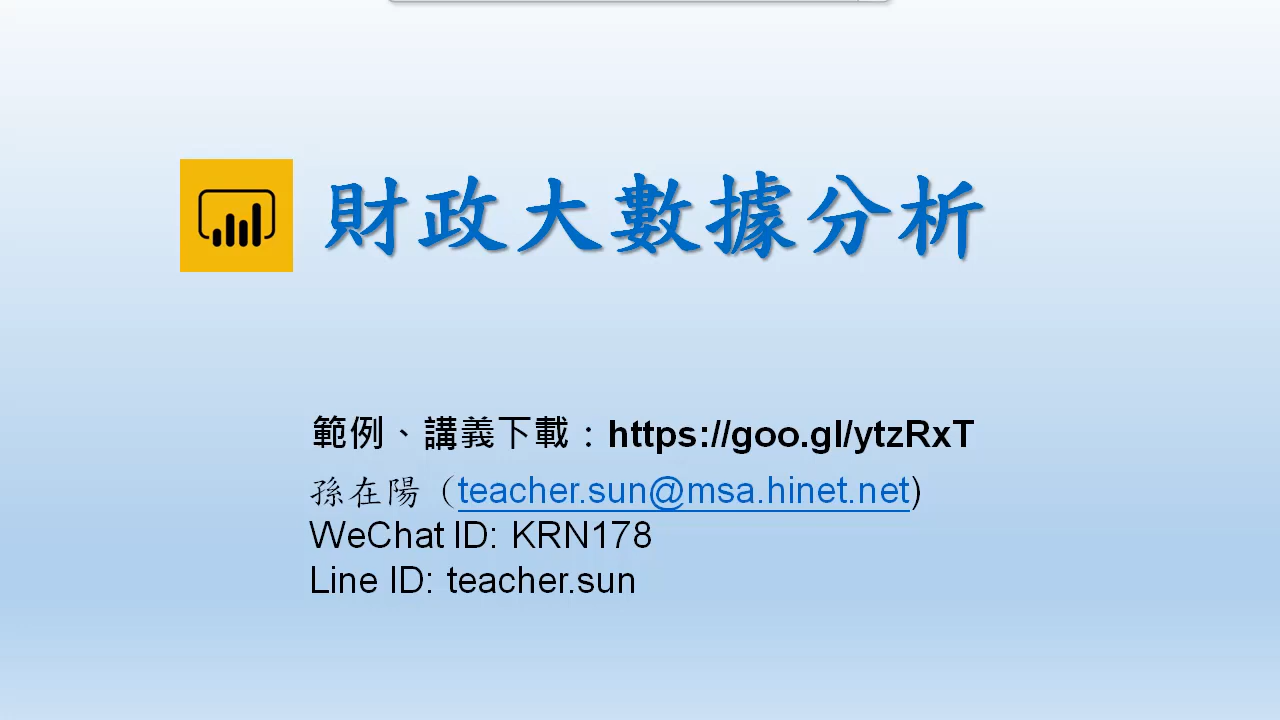 財政大數據分析
範例、講義下載：https://goo.gl/ytzRxT
孫在陽（teacher.sun@msa.hinet.net)
WeChat ID: KRN178
Line ID: teacher.sun